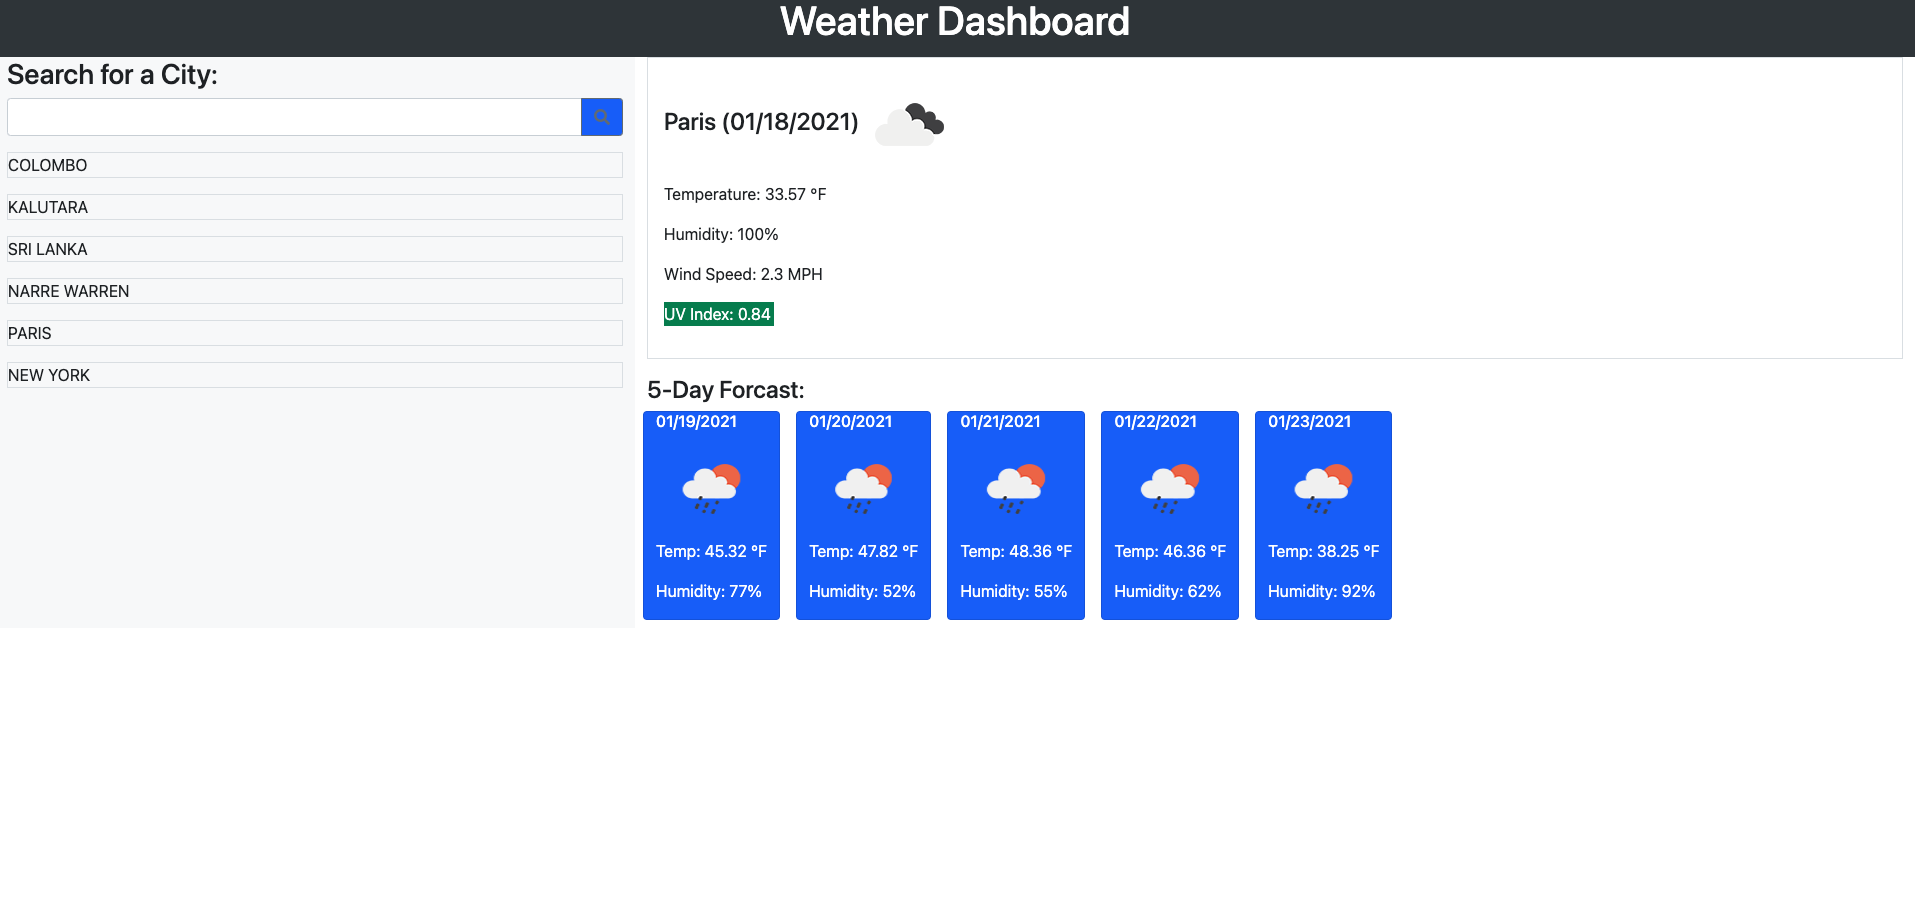 Weather Dashboard
Search for a City:
COLOMBO
KALUTARA
SRI LANKA
NARRE WARREN
PARIS
NEW YORK
Paris (01/18/2021)
Temperature: 33.57 °F
Humidity: 100%
Wind Speed: 2.3 MPH
UV Index: 0.84
5-Day Forcast:
01/19/2021
Temp: 45.32 °F
Humidity: 77%
01/20/2021
Temp: 47.82 °F
Humidity: 52%
01/21/2021
Temp: 48.36 °F
Humidity: 55%
01/22/2021
Temp: 46.36 °F
Humidity: 62%
01/23/2021
Temp: 38.25 °F
Humidity: 92%